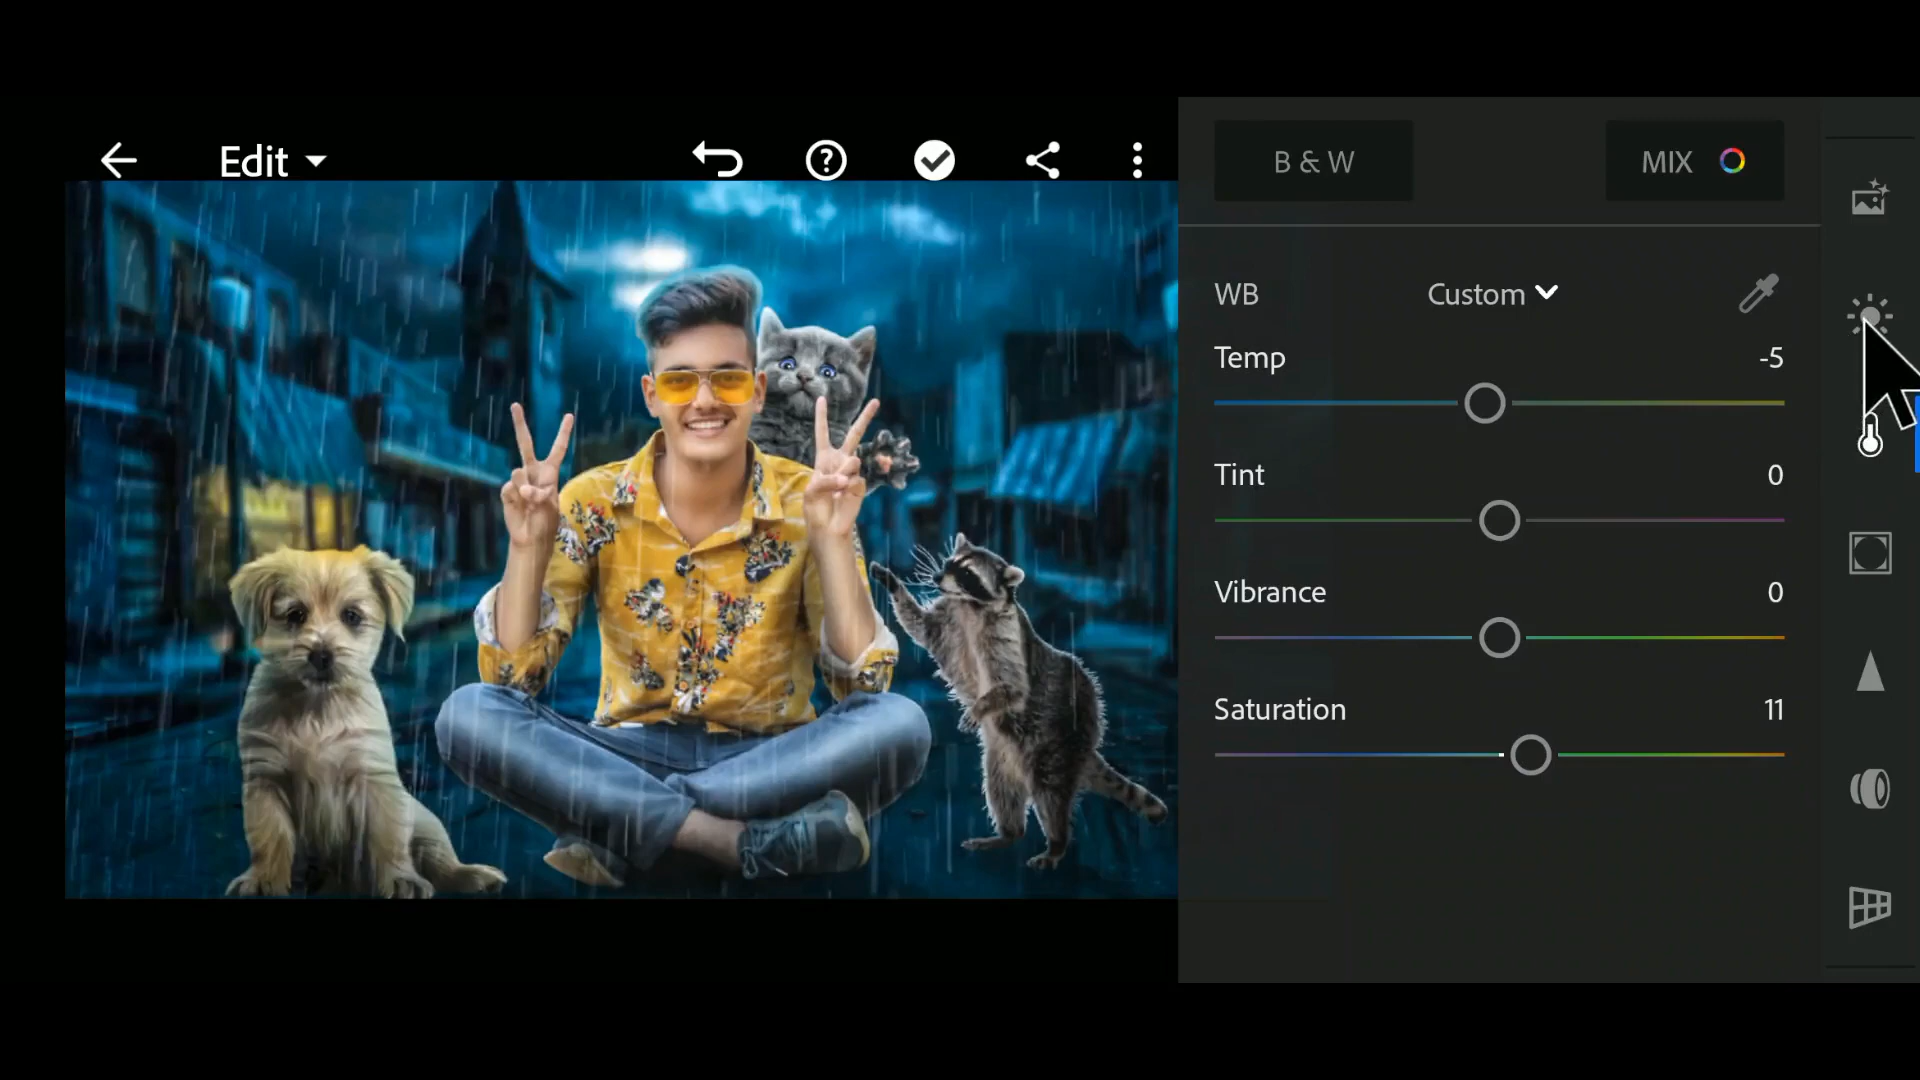 Edit
B & W
MIX
WB
Custom
Temp
-5
Tint
0
Vibrance
0
Saturation
11